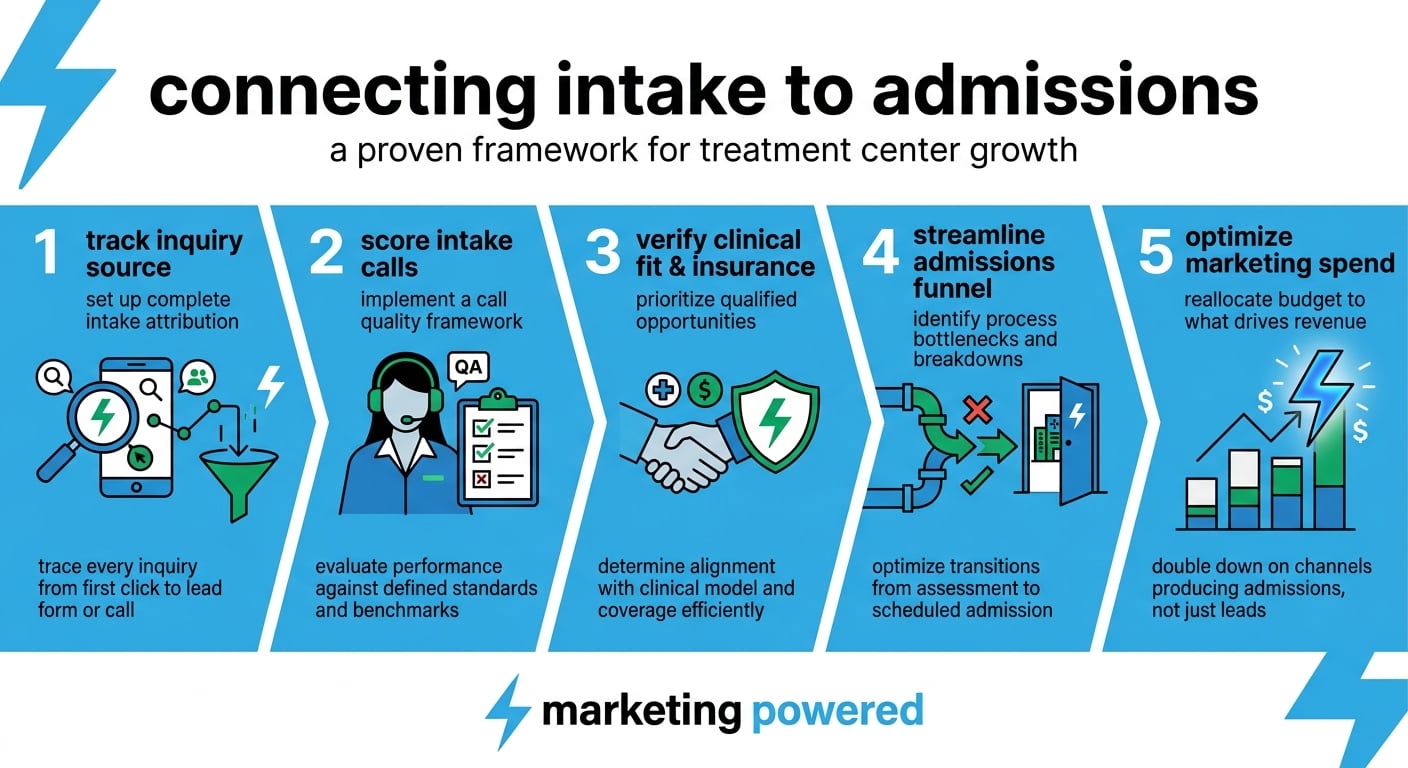 connecting intake to admissions
a proven framework for treatment center growth
1
track inquiry
source
set up complete
intake attribution
trace every inquiry
from first click to lead
form or call
2
score intake
calls
implement a call
quality framework
QA
evaluate performance
against defined standards
and benchmarks
3
verify clinical
fit & insurance
prioritize qualified
opportunities
$
determine alignment
with clinical model and
coverage efficiently
4
streamline
admissions
funnel
identify process
bottlenecks and
breakdowns
optimize transitions
from assessment to
scheduled admission
5
optimize
marketing spend
reallocate budget to
what drives revenue
$
$
double down on channels
producing admissions,
not just leads
marketing powered